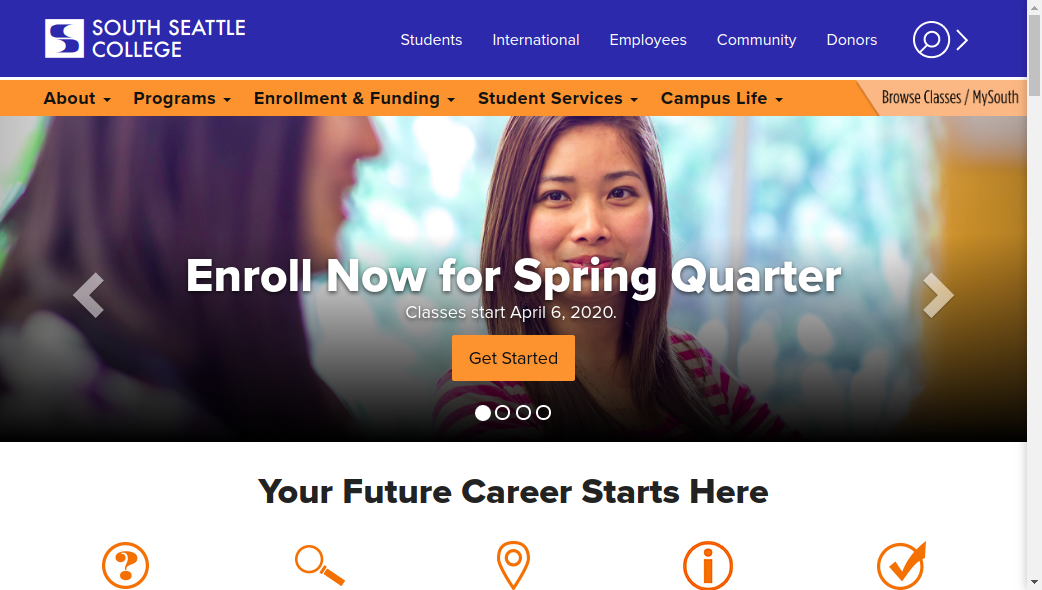 SOUTH SEATTLE
COLLEGE
Students International Employees Community Donors
About Programs Enrollment & Funding Student Services Campus Life Browse Classes / MySouth
Enroll Now for Spring Quarter
Classes start April 6, 2020.
Get Started
Your Future Career Starts Here